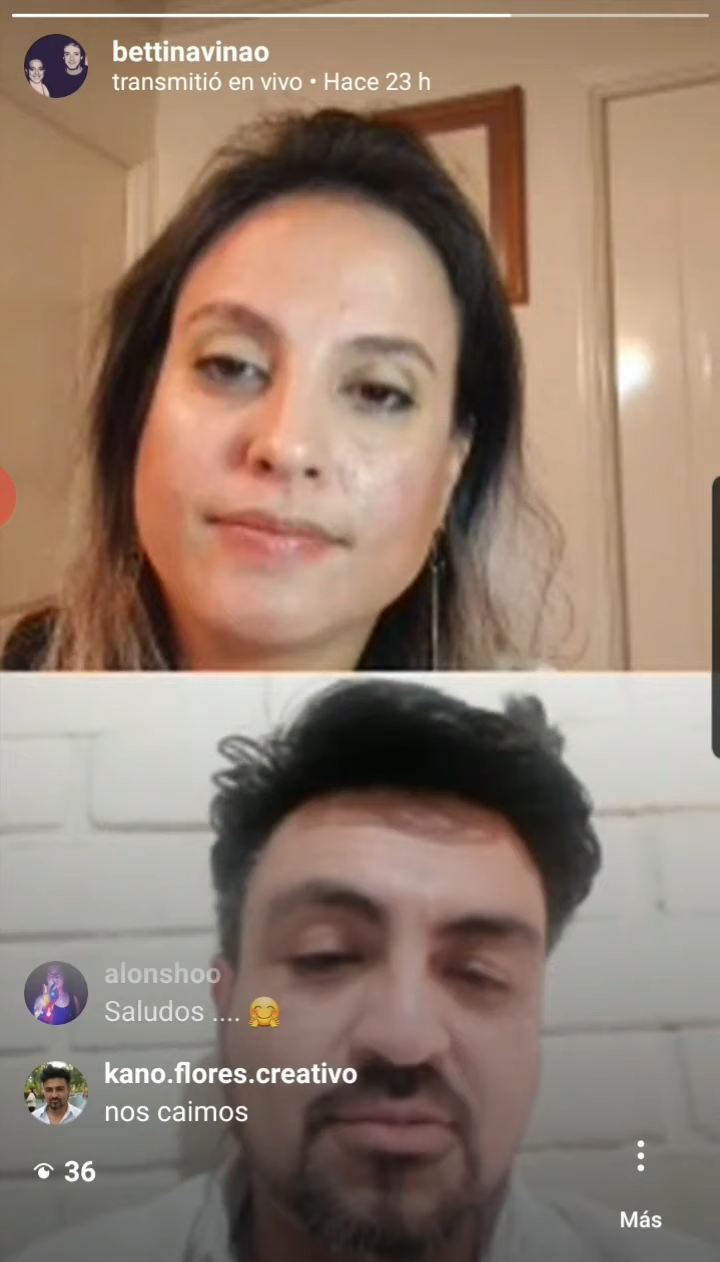 bettinavinao
transmitió en vivo • Hace 23 h
alonshoo
Saludos .... 🤗
kano.flores.creativo
nos caimos
36
Más